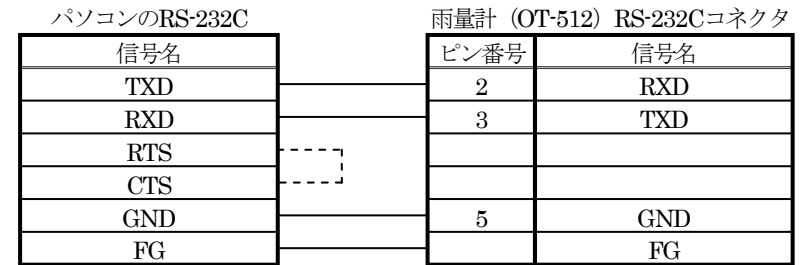 パソコンのRS-232C 雨量計（OT-512）RS-232Cコネクタ
信号名 ピン番号 信号名
TXD 2 RXD
RXD 3 TXD
RTS
CTS
GND 5 GND
FG FG